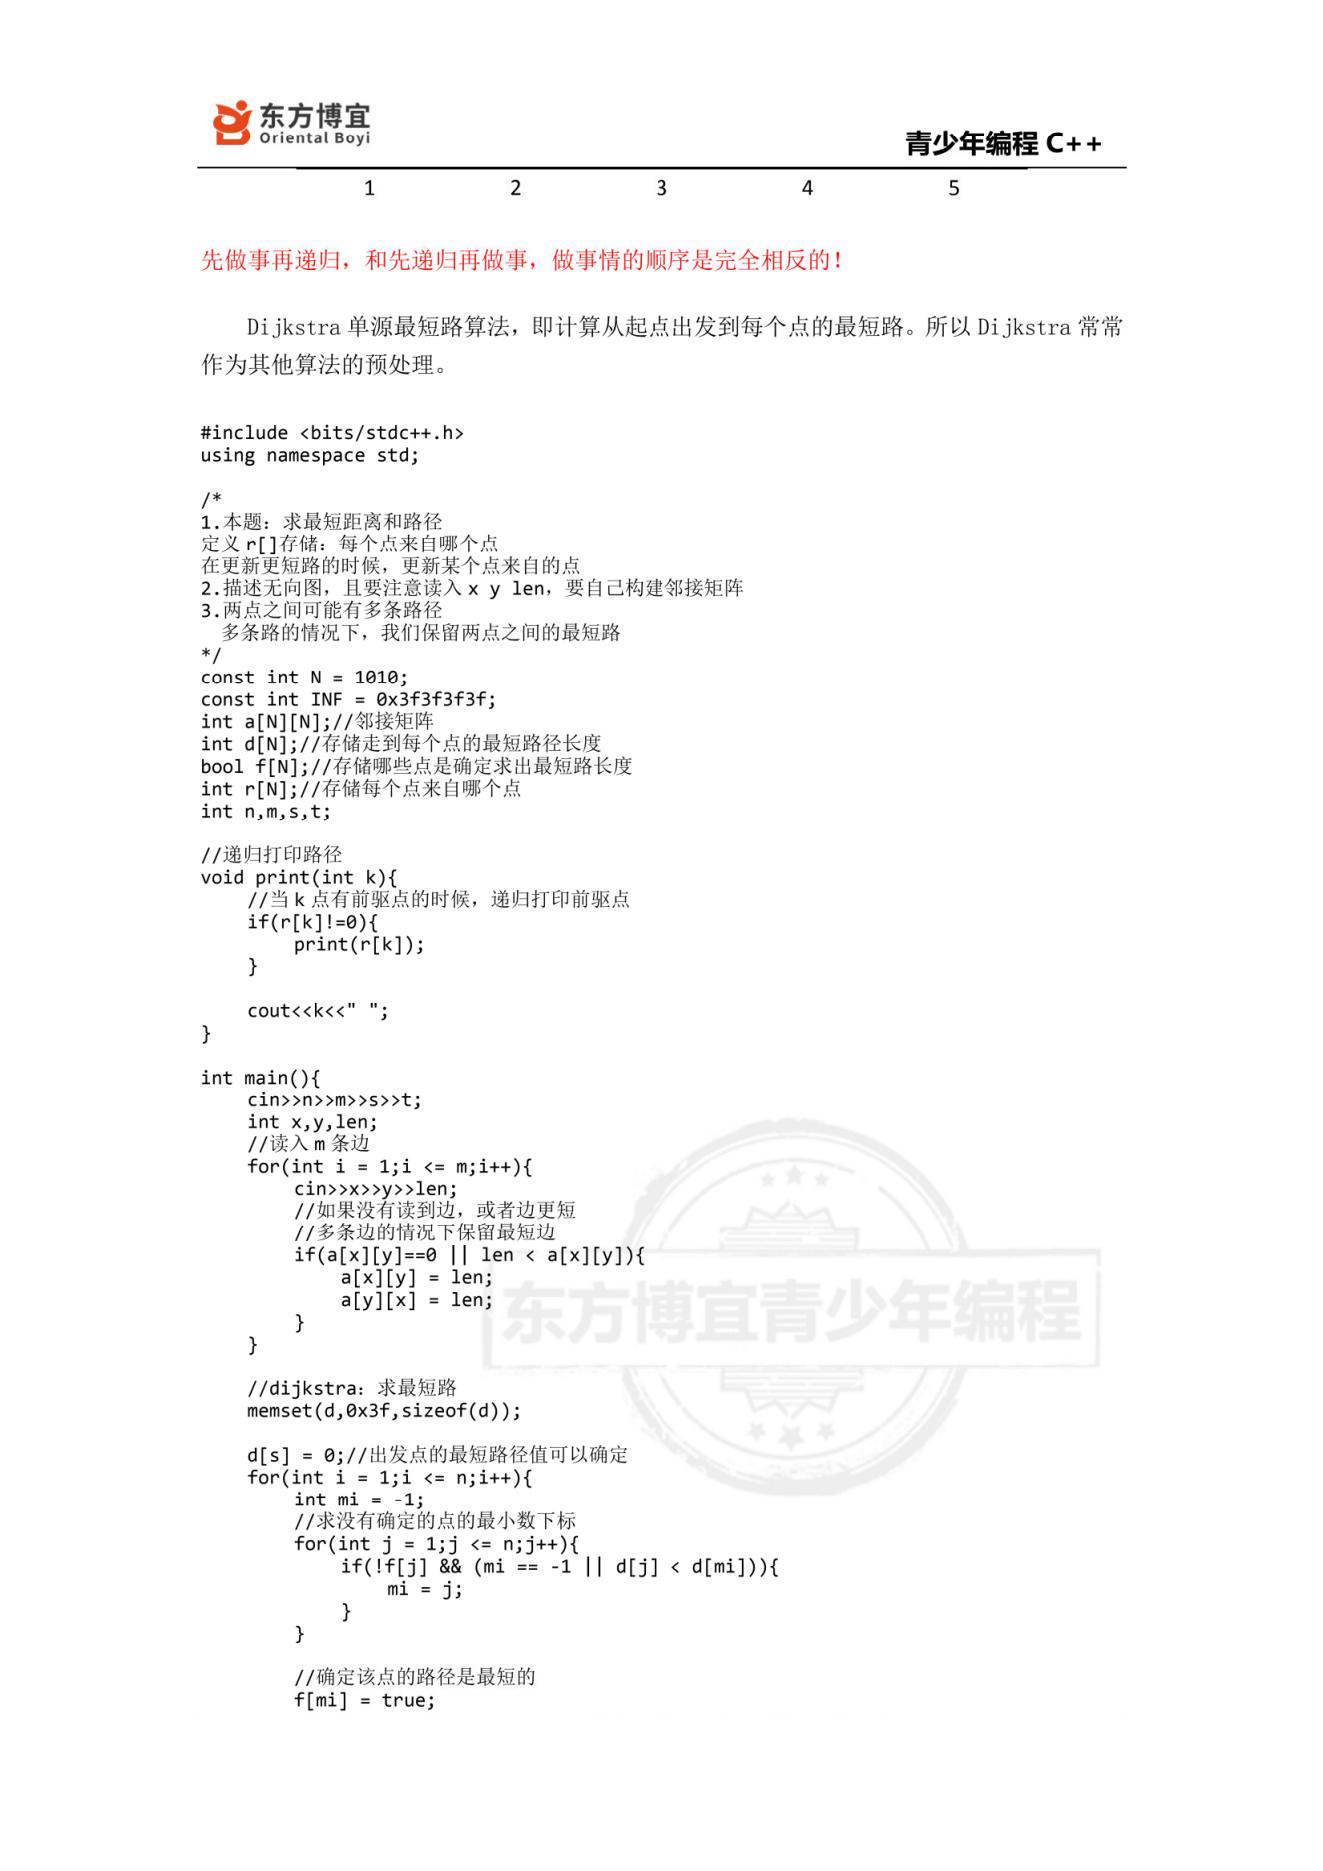 东方博宜
Oriental Boyi
青少年编程 C++
1 2 3 4 5
先做事再递归，和先递归再做事，做事情的顺序是完全相反的！
Dijkstra 单源最短路算法，即计算从起点出发到每个点的最短路。所以 Dijkstra 常常
作为其他算法的预处理。
#include <bits/stdc++.h>
using namespace std;
/*
1.本题：求最短距离和路径
定义 r[]存储：每个点来自哪个点
在更新更短路的时候，更新某个点来自的点
2.描述无向图，且要注意读入 x y len，要自己构建邻接矩阵
3.两点之间可能有多条路径
  多条路的情况下，我们保留两点之间的最短路
*/
const int N = 1010;
const int INF = 0x3f3f3f3f;
int a[N][N];//邻接矩阵
int d[N];//存储走到每个点的最短路径长度
bool f[N];//存储哪些点是确定求出最短路长度
int r[N];//存储每个点来自哪个点
int n,m,s,t;
//递归打印路径
void print(int k){
    //当 k 点有前驱点的时候，递归打印前驱点
    if(r[k]!=0){
        print(r[k]);
    }
    cout<<k<<" ";
}
int main(){
    cin>>n>>m>>s>>t;
    int x,y,len;
    //读入 m 条边
    for(int i = 1;i <= m;i++){
        cin>>x>>y>>len;
        //如果没有读到边，或者边更短
        //多条边的情况下保留最短边
        if(a[x][y]==0 || len < a[x][y]){
            a[x][y] = len;
            a[y][x] = len;
        }
    }
东方博宜青少年编程
    //dijkstra：求最短路
    memset(d,0x3f,sizeof(d));
    d[s] = 0;//出发点的最短路径值可以确定
    for(int i = 1;i <= n;i++){
        int mi = -1;
        //求没有确定的点的最小数下标
        for(int j = 1;j <= n;j++){
            if(!f[j] && (mi == -1 || d[j] < d[mi])){
                mi = j;
            }
        }
        //确定该点的路径是最短的
        f[mi] = true;